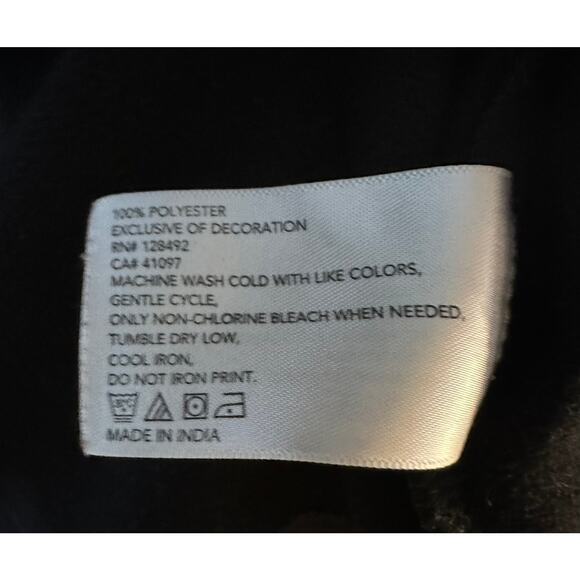 100% POLYESTER
EXCLUSIVE OF DECORATION
RN# 128492
CA# 41097
MACHINE WASH COLD WITH LIKE COLORS,
GENTLE CYCLE,
ONLY NON-CHLORINE BLEACH WHEN NEEDED,
TUMBLE DRY LOW,
COOL IRON,
DO NOT IRON PRINT.
MADE IN INDIA